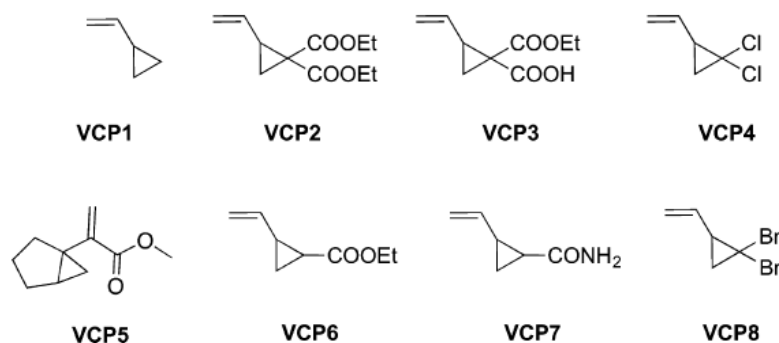 COOEt
COOEt
COOEt
COOH
Cl
Cl
VCP1 VCP2 VCP3 VCP4
O
O
COOEt
CONH₂
Br
Br
VCP5 VCP6 VCP7 VCP8